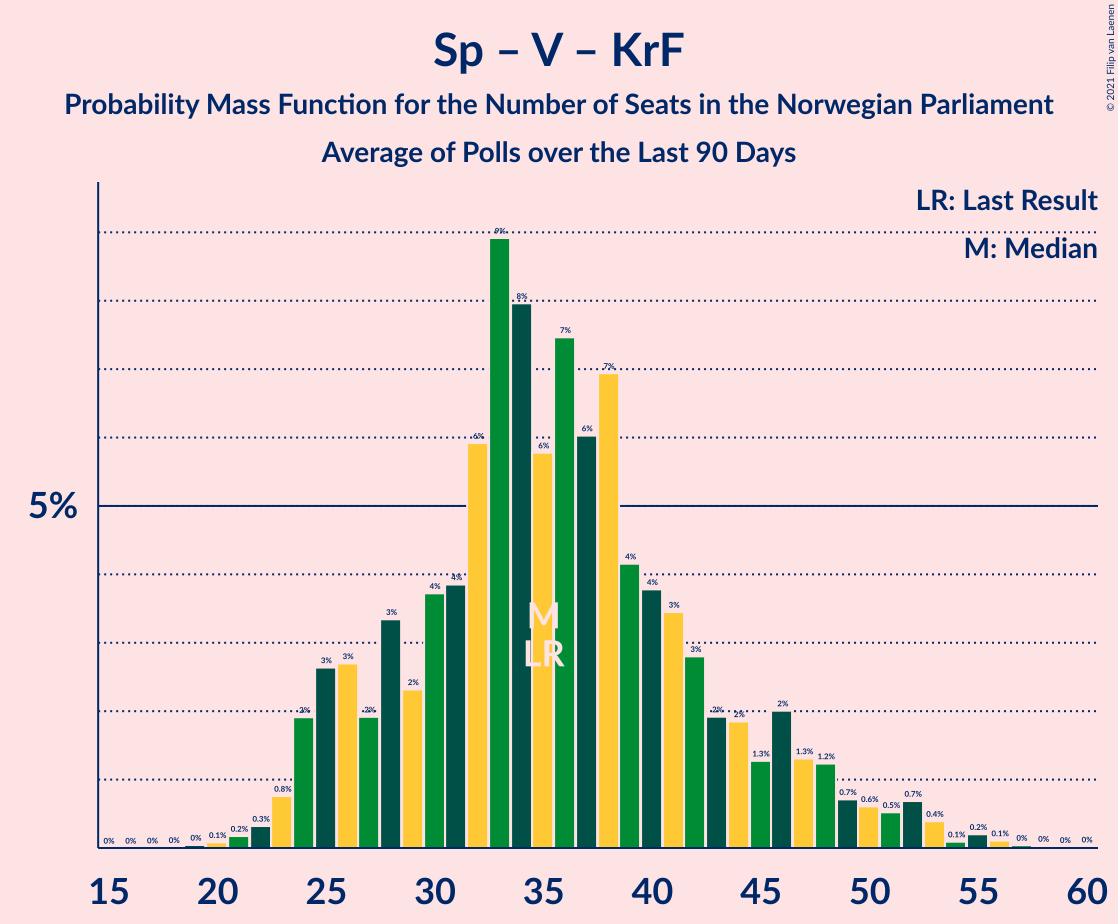 Sp – V – KrF
Probability Mass Function for the Number of Seats in the Norwegian Parliament
Average of Polls over the Last 90 Days
© 2021 Filip van Laenen
LR: Last Result
M: Median
5%
0% 0% 0% 0% 0% 0.1% 0.2% 0.3% 0.8% 2% 3% 3% 2% 3% 2% 4% 4% 6% 9% 8% 6% 7% 6% 7% 4% 4% 3% 3% 2% 2% 1.3% 2% 1.3% 1.2% 0.7% 0.6% 0.5% 0.7% 0.4% 0.1% 0.2% 0.1% 0% 0% 0% 0%
M
LR
15 20 25 30 35 40 45 50 55 60